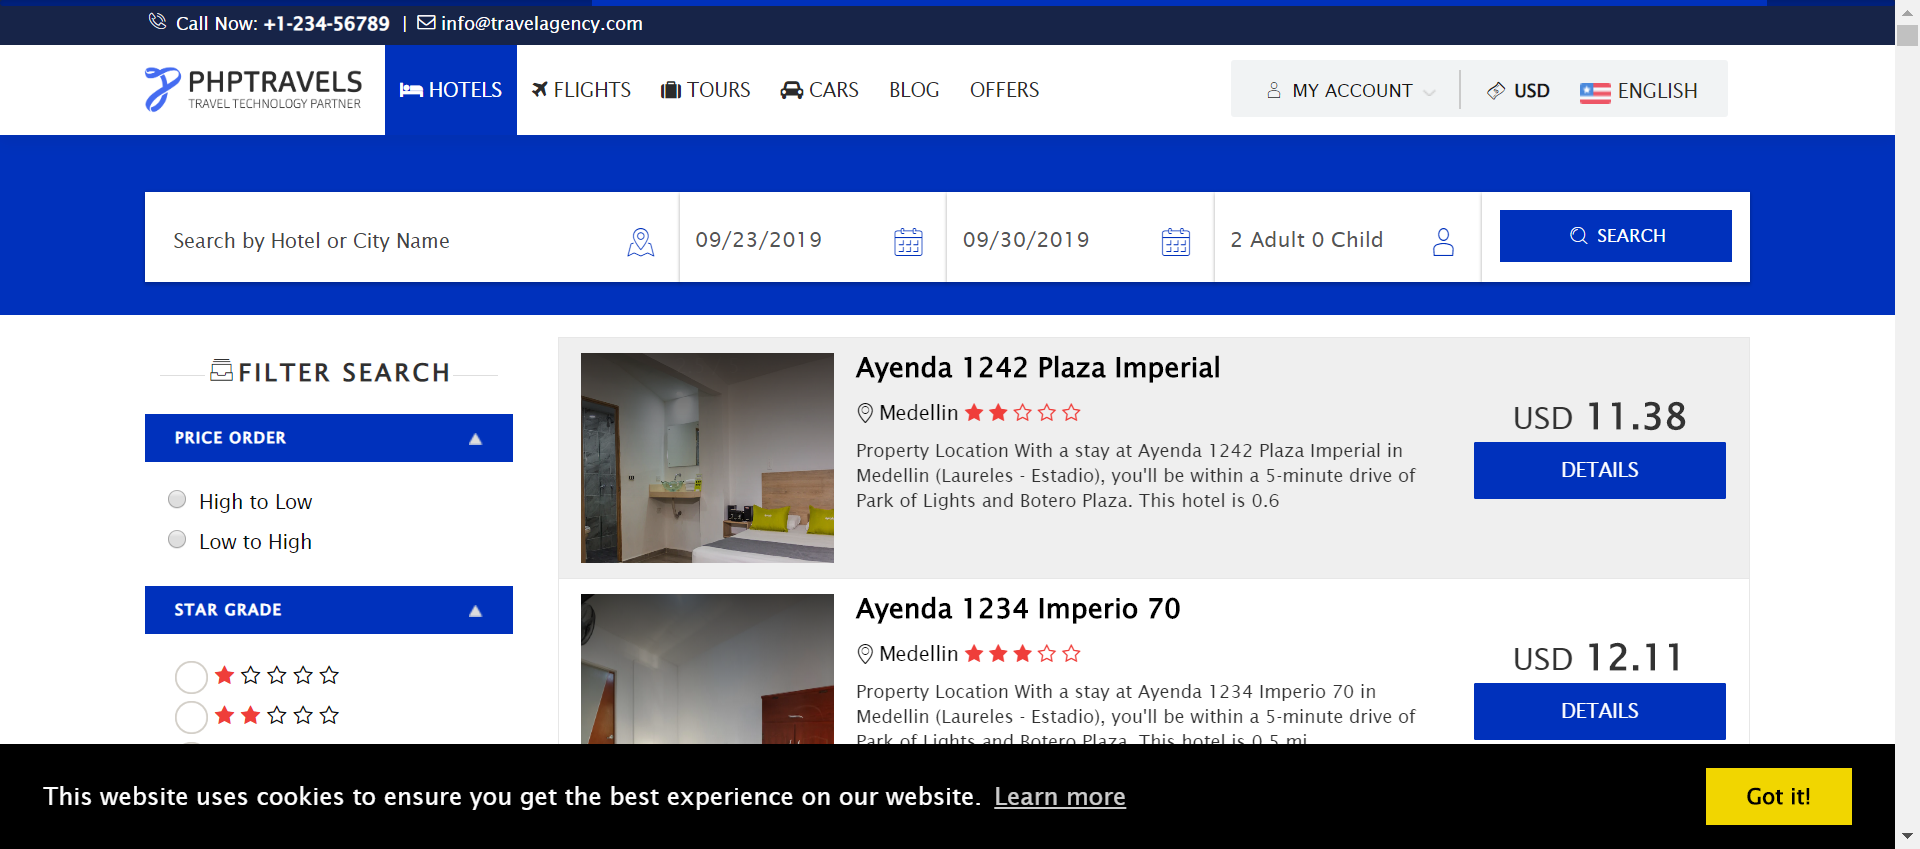 Call Now: +1-234-56789 | info@travelagency.com
PHPTRAVELS
TRAVEL TECHNOLOGY PARTNER
HOTELS FLIGHTS TOURS CARS BLOG OFFERS
MY ACCOUNT USD ENGLISH
Search by Hotel or City Name 09/23/2019 09/30/2019 2 Adult 0 Child SEARCH
FILTER SEARCH
PRICE ORDER
High to Low
Low to High
STAR GRADE
Ayenda 1242 Plaza Imperial
Medellin
Property Location With a stay at Ayenda 1242 Plaza Imperial in
Medellin (Laureles - Estadio), you'll be within a 5-minute drive of
Park of Lights and Botero Plaza. This hotel is 0.6
USD 11.38
DETAILS
Ayenda 1234 Imperio 70
Medellin
Property Location With a stay at Ayenda 1234 Imperio 70 in
Medellin (Laureles - Estadio), you'll be within a 5-minute drive of
Park of Lights and Botero Plaza. This hotel is 0.5 mi
USD 12.11
DETAILS
This website uses cookies to ensure you get the best experience on our website. Learn more
Got it!